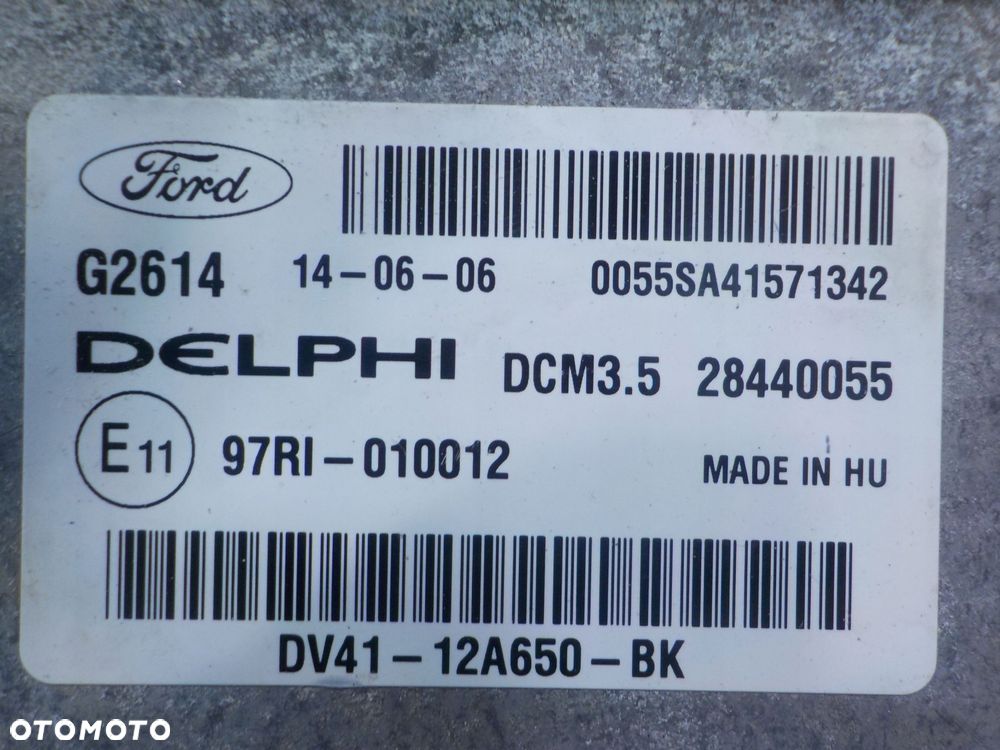 Ford
G2614 14-06-06 0055SA41571342
DELPHI DCM3.5 28440055
E11 97RI-010012 MADE IN HU
DV41-12A650-BK
OTOMOTO